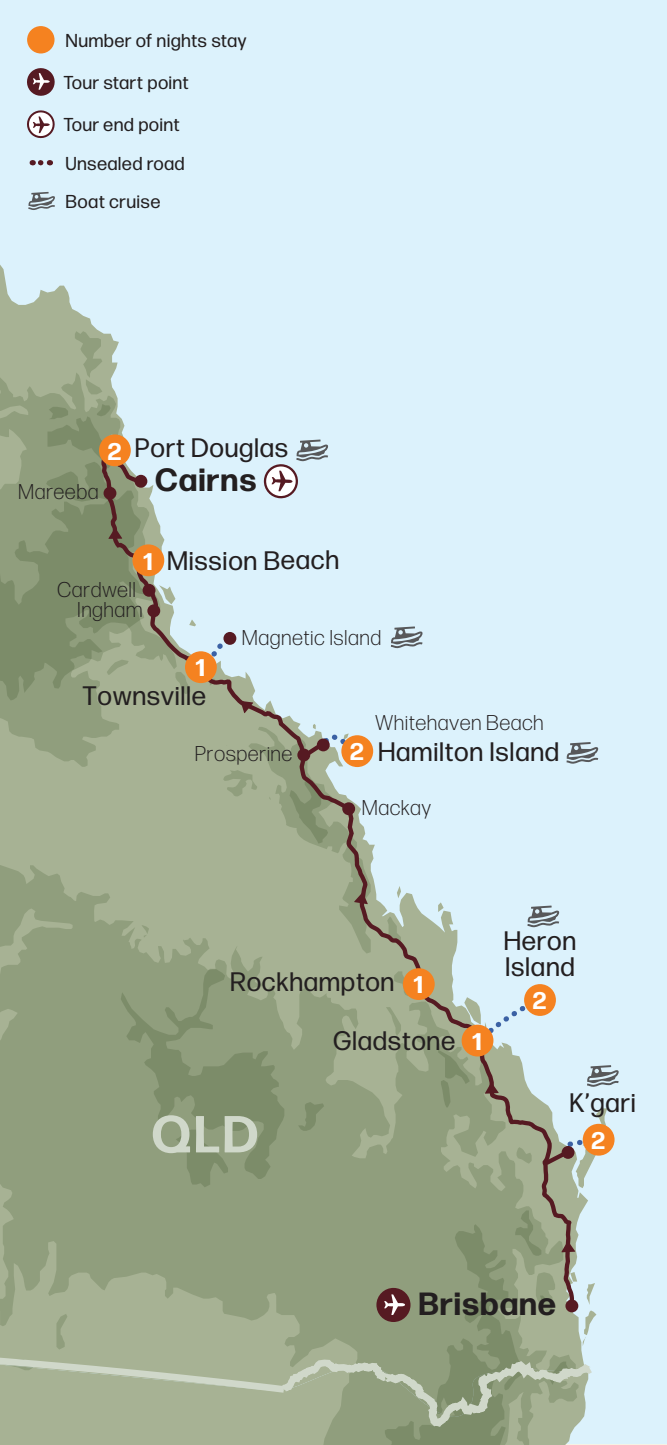 Number of nights stay
Tour start point
Tour end point
Unsealed road
Boat cruise
2 Port Douglas
Cairns
Mareeba
1 Mission Beach
Cardwell
Ingham
Magnetic Island
1
Townsville
Whitehaven Beach
2 Hamilton Island
Prosperine
Mackay
Heron
Island
2
Rockhampton 1
Gladstone 1
K'gari
2
QLD
Brisbane